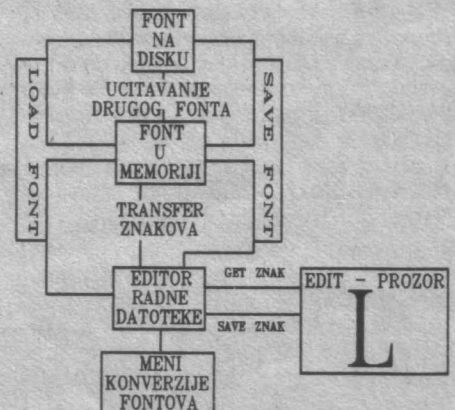 FONT
NA
DISKU
LOAD FONT
SAVE FONT
UCITAVANJE
DRUGOG FONTA
FONT
U
MEMORIJI
TRANSFER
ZNAKOVA
EDITOR
RADNE
DATOTEKE
GET ZNAK
SAVE ZNAK
EDIT - PROZOR
L
MENI
KONVERZIJE
FONTOVA